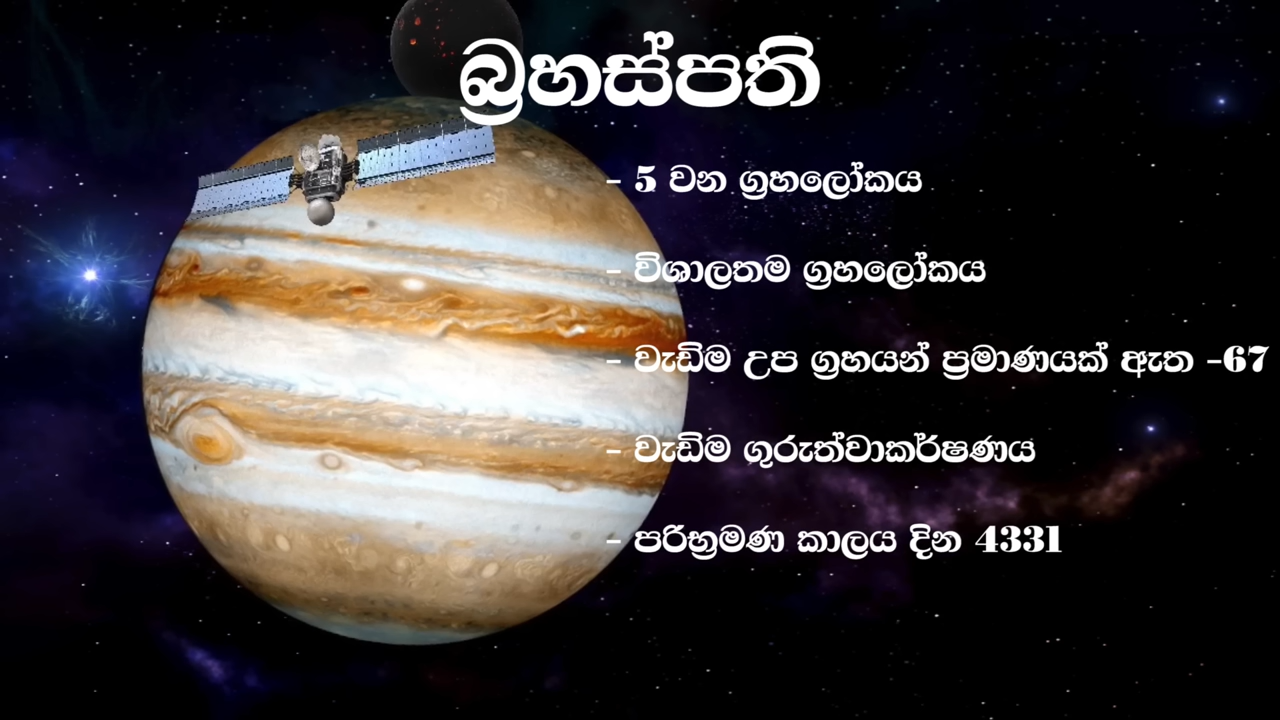 බ්‍රහස්පති
- 5 වන ග්‍රහලෝකය
- විශාලතම ග්‍රහලෝකය
- වැඩිම උප ග්‍රහයන් ප්‍රමාණයක් ඇත -67
- වැඩිම ගුරුත්වාකර්ෂණය
- පරිභ්‍රමණ කාලය දින 4331